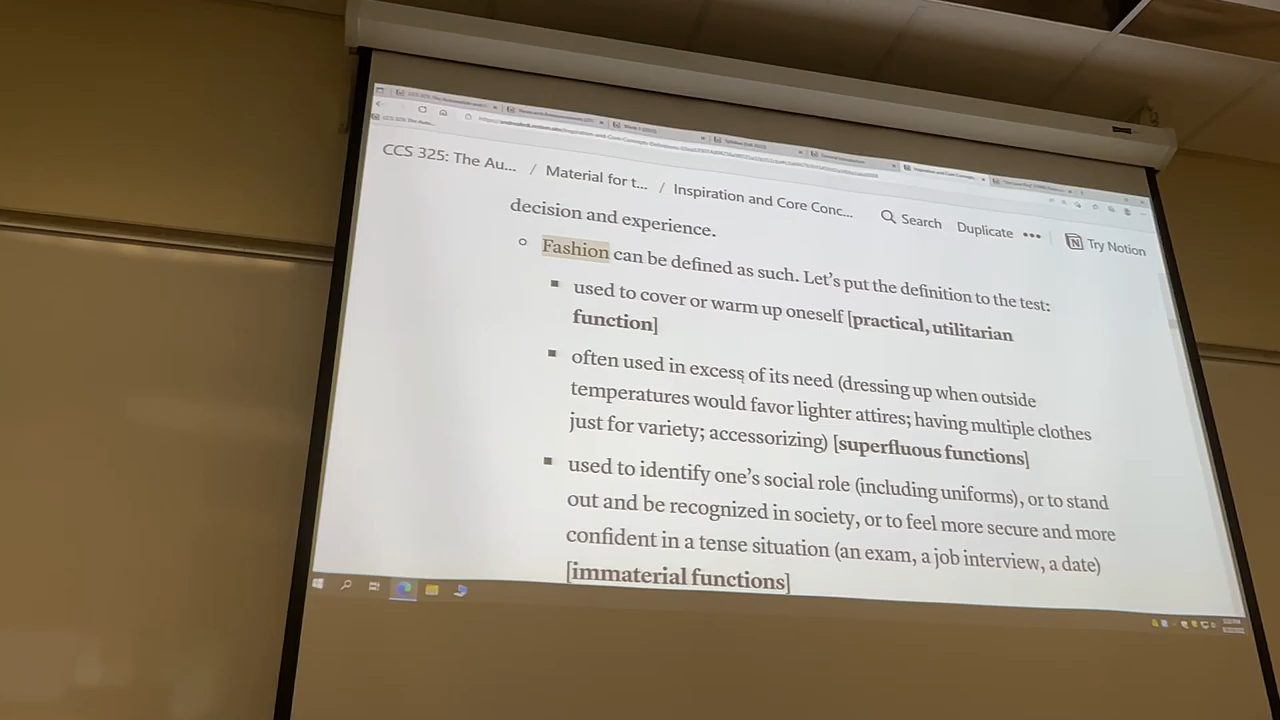 CCS 325: The Au... / Material for t... / Inspiration and Core Conc... Search Duplicate ••• Try Notion
decision and experience.
Fashion can be defined as such. Let's put the definition to the test:
used to cover or warm up oneself [practical, utilitarian
function]
often used in excess of its need (dressing up when outside
temperatures would favor lighter attires; having multiple clothes
just for variety; accessorizing) [superfluous functions]
used to identify one's social role (including uniforms), or to stand
out and be recognized in society, or to feel more secure and more
confident in a tense situation (an exam, a job interview, a date)
[immaterial functions]